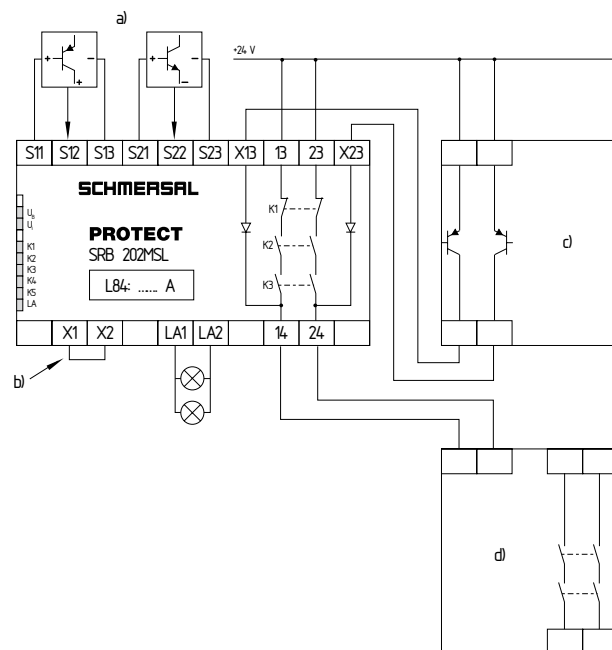 a)
+24 V
+ - + -
+ -
S11 S12 S13 S21 S22 S23 X13 13 23 X23
SCHMERSAL
PROTECT
SRB 202MSL
L84: ...... A
UB
Ui
K1
K2
K3
K4
K5
LA
K1
K2
K3
c)
X1 X2 LA1 LA2 14 24
b)
d)